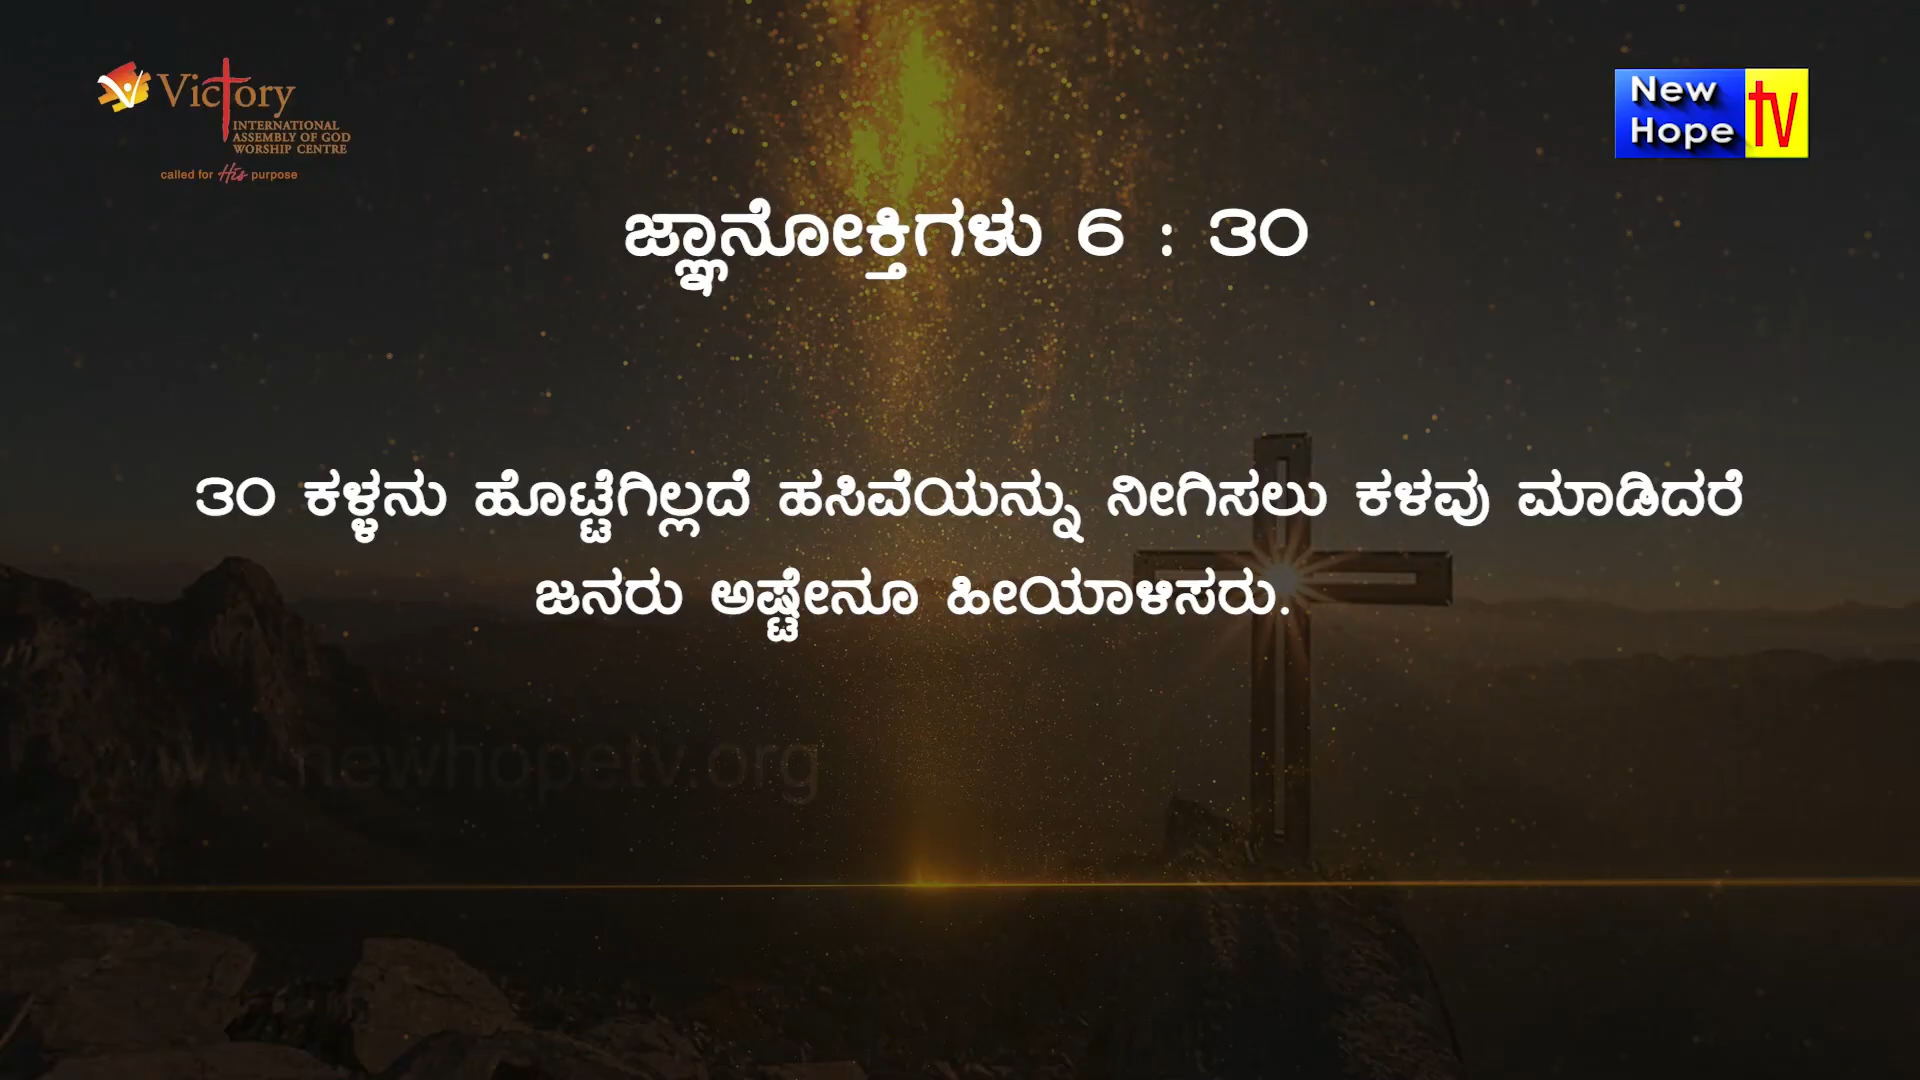 Victory
INTERNATIONAL
ASSEMBLY OF GOD
WORSHIP CENTRE
called for His purpose
New
Hope
tv
ಜ್ಞಾನೋಕ್ತಿಗಳು 6 : 30
30 ಕಳ್ಳನು ಹೊಟ್ಟೆಗಿಲ್ಲದೆ ಹಸಿವೆಯನ್ನು ನೀಗಿಸಲು ಕಳವು ಮಾಡಿದರೆ
ಜನರು ಅಷ್ಟೇನೂ ಹೀಯಾಳಿಸರು.
www.newhopetv.org